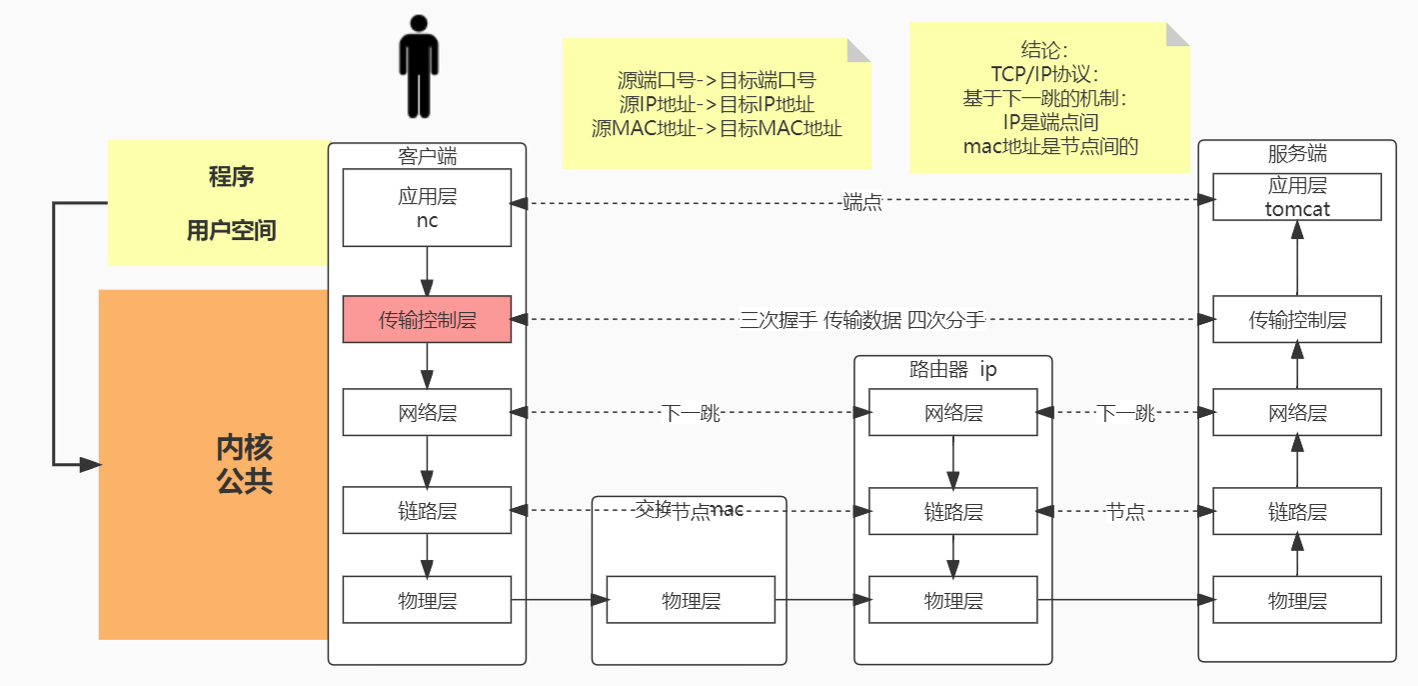 源端口号->目标端口号
源IP地址->目标IP地址
源MAC地址->目标MAC地址
结论：
TCP/IP协议：
基于下一跳的机制：
IP是端点间
mac地址是节点间的
程序
用户空间
内核
公共
客户端
应用层
nc
传输控制层
网络层
链路层
物理层
端点
三次握手 传输数据 四次分手
下一跳
节点
交换 mac
物理层
路由器 ip
网络层
链路层
物理层
下一跳
节点
服务端
应用层
tomcat
传输控制层
网络层
链路层
物理层